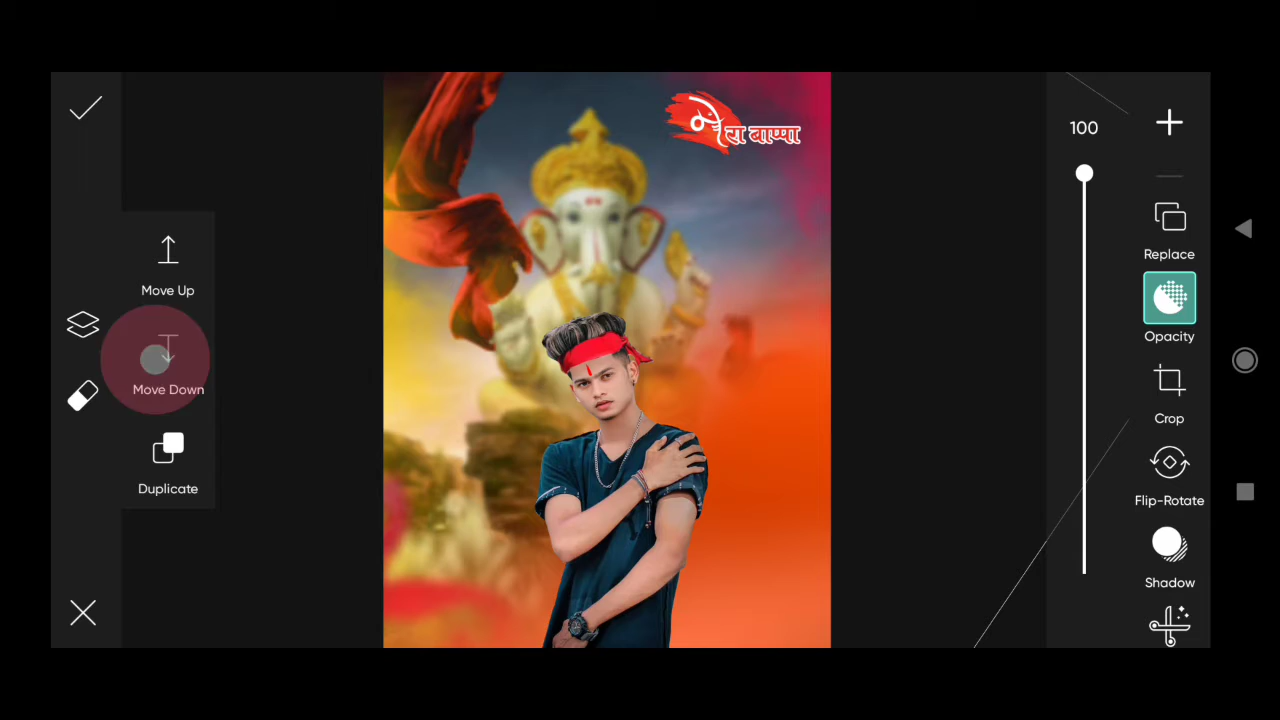 Move Up
Move Down
Duplicate
मेरा बाप्पा
100
Replace
Opacity
Crop
Flip-Rotate
Shadow